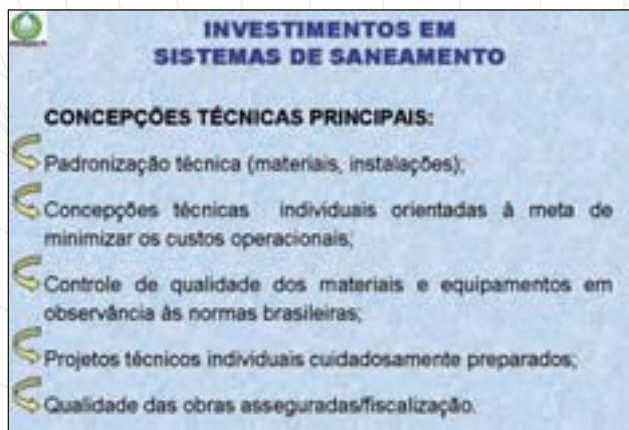 INVESTIMENTOS EM
SISTEMAS DE SANEAMENTO
CONCEPÇÕES TÉCNICAS PRINCIPAIS:
Padronização técnica (materiais, instalações);
Concepções técnicas individuais orientadas à meta de
minimizar os custos operacionais;
Controle de qualidade dos materiais e equipamentos em
observância às normas brasileiras;
Projetos técnicos individuais cuidadosamente preparados;
Qualidade das obras asseguradas/fiscalização.